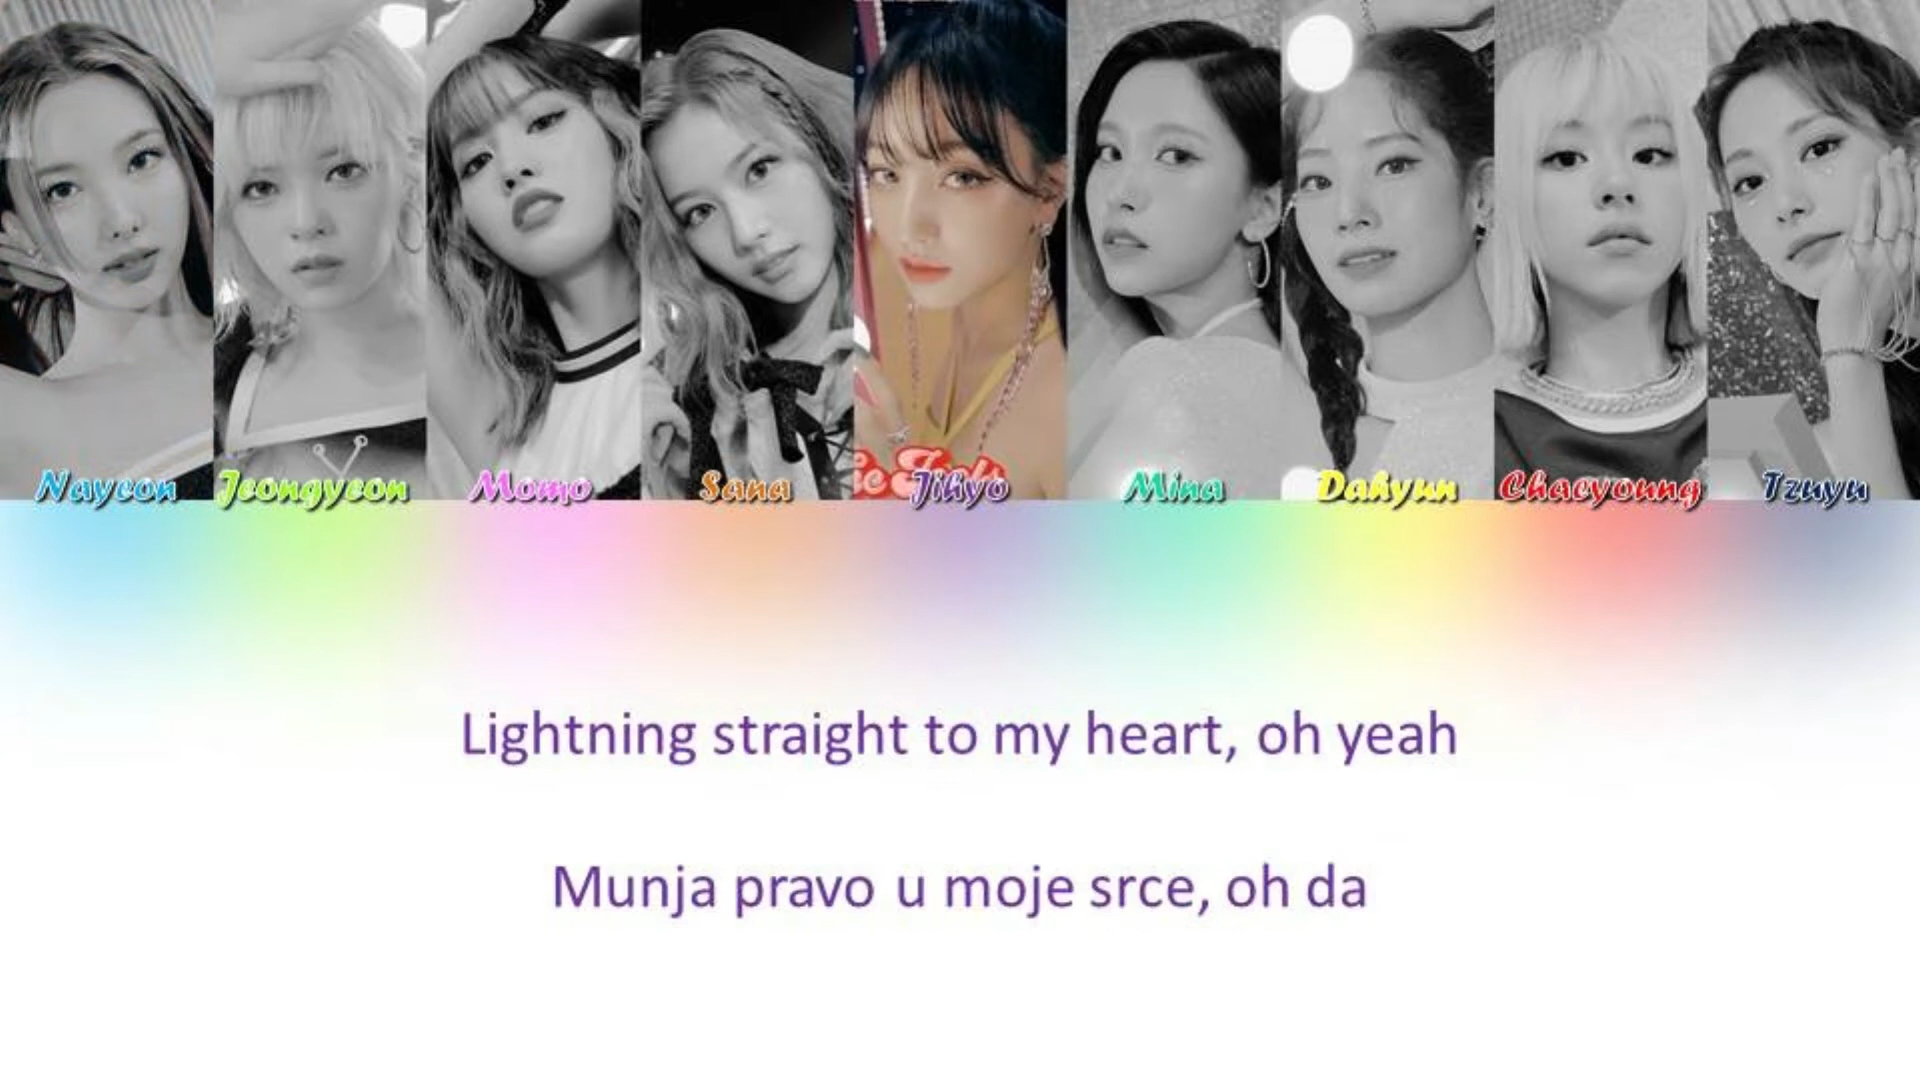 Nayeon Jeongyeon Momo Sana Jihyo Mina Dahyun Chaeyoung Tzuyu
Lightning straight to my heart, oh yeah
Munja pravo u moje srce, oh da